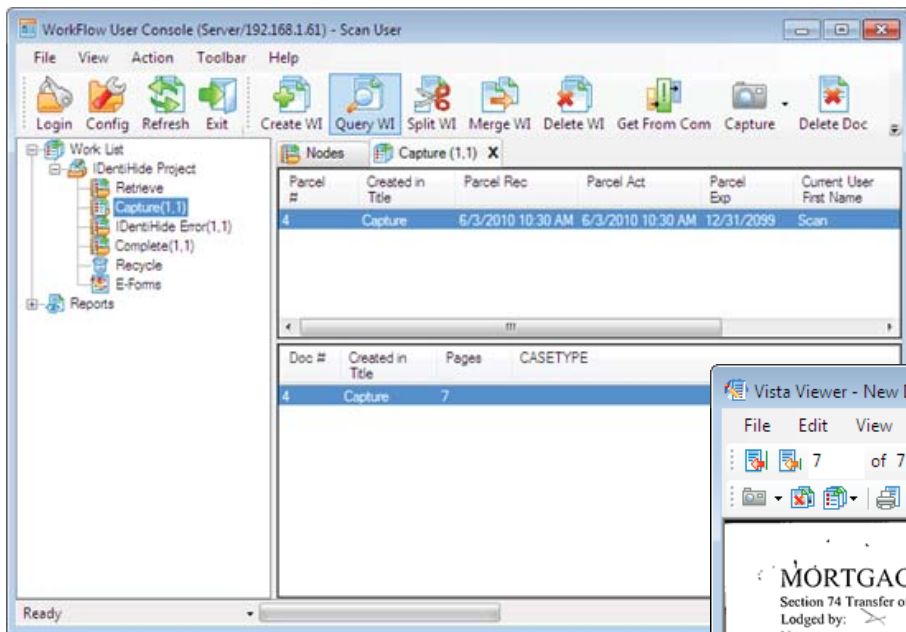 WorkFlow User Console (Server/192.168.1.61) - Scan User
File View Action Toolbar Help
Login Config Refresh Exit Create WI Query WI Split WI Merge WI Delete WI Get From Com Capture Delete Doc
Work List
IDentiHide Project
Retrieve
Capture(1,1)
IDentiHide Error(1,1)
Complete(1,1)
Recycle
E-Forms
Reports
Nodes Capture (1,1) X
Parcel # Created in Title Parcel Rec Parcel Act Parcel Exp Current User First Name
4 Capture 6/3/2010 10:30 AM 6/3/2010 10:30 AM 12/31/2099 Scan
Doc # Created in Title Pages CASETYPE
4 Capture 7
Ready
Vista Viewer - New
File Edit View
7 of 7
MORTGAG
Section 74 Transfer of
Lodged by: